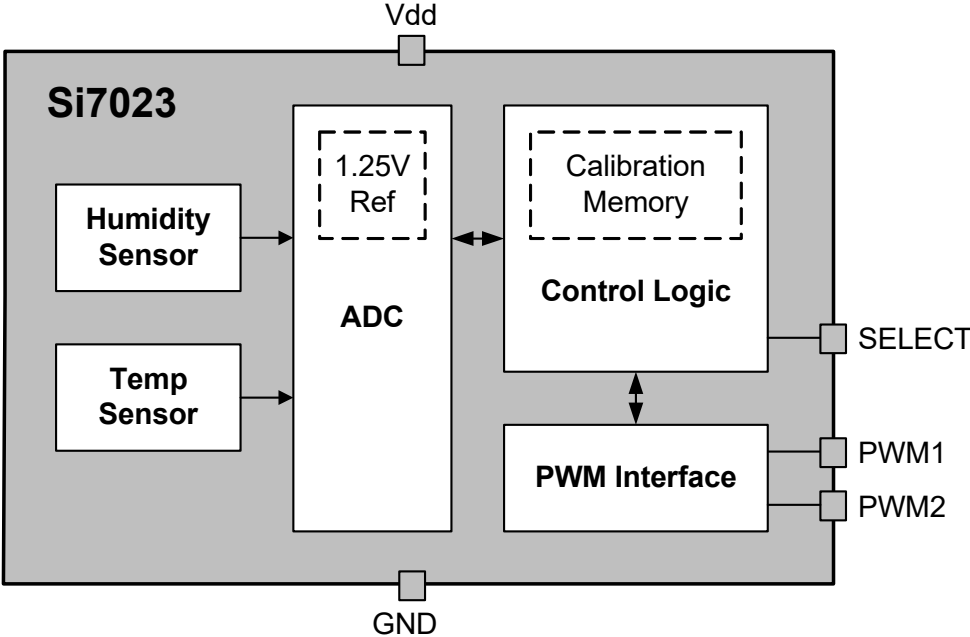 Vdd
Si7023
1.25V
Ref
Calibration
Memory
Humidity
Sensor
Control Logic
ADC
SELECT
Temp
Sensor
PWM1
PWM Interface
PWM2
GND